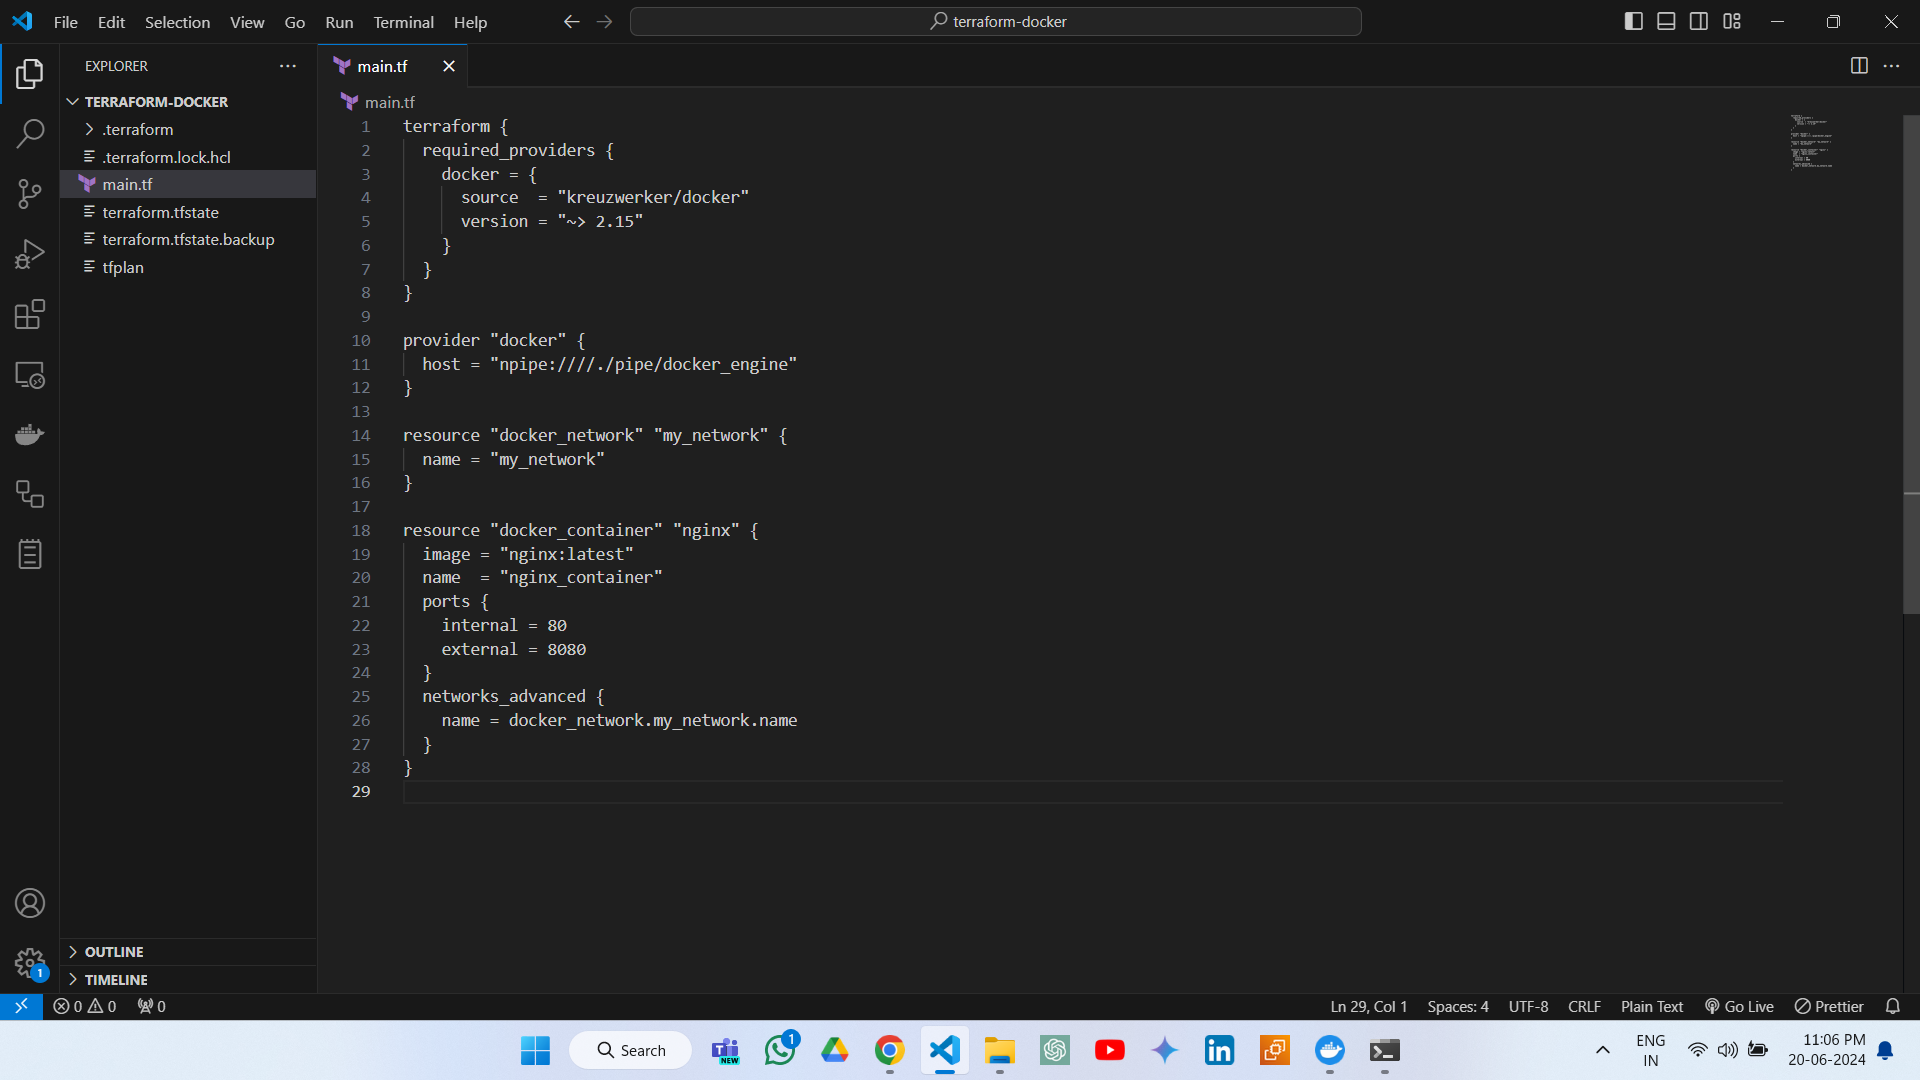 File Edit Selection View Go Run Terminal Help
terraform-docker
EXPLORER
TERRAFORM-DOCKER
.terraform
.terraform.lock.hcl
main.tf
terraform.tfstate
terraform.tfstate.backup
tfplan
OUTLINE
TIMELINE
main.tf
main.tf
1 terraform {
2   required_providers {
3     docker = {
4       source  = "kreuzwerker/docker"
5       version = "~> 2.15"
6     }
7   }
8 }
9
10 provider "docker" {
11   host = "npipe:////./pipe/docker_engine"
12 }
13
14 resource "docker_network" "my_network" {
15   name = "my_network"
16 }
17
18 resource "docker_container" "nginx" {
19   image = "nginx:latest"
20   name  = "nginx_container"
21   ports {
22     internal = 80
23     external = 8080
24   }
25   networks_advanced {
26     name = docker_network.my_network.name
27   }
28 }
29
1
0 0 0
Ln 29, Col 1 Spaces: 4 UTF-8 CRLF Plain Text Go Live Prettier
Search
NEW
1
ENG
IN
11:06 PM
20-06-2024